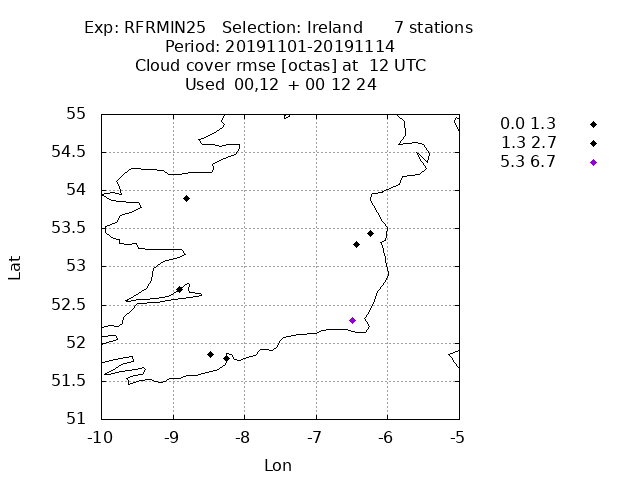 Exp: RFRMIN25   Selection: Ireland      7 stations
Period: 20191101-20191114
Cloud cover rmse [octas] at  12 UTC
Used  00,12  + 00 12 24
0.0 1.3
1.3 2.7
5.3 6.7
55
54.5
54
53.5
53
52.5
52
51.5
51
Lat
-10 -9 -8 -7 -6 -5
Lon